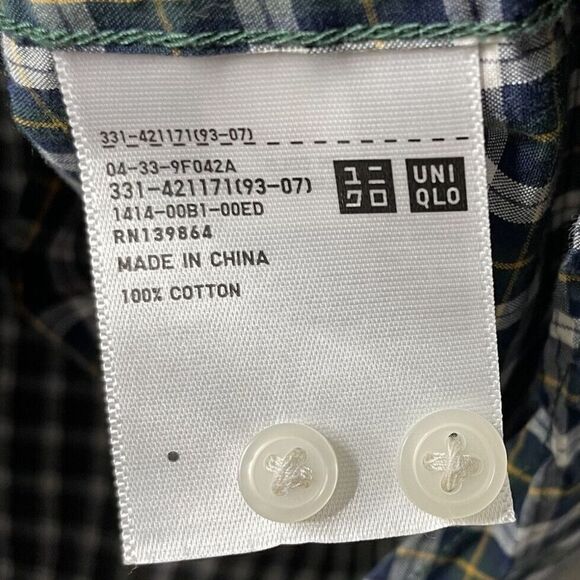 331-421171(93-07)
04-33-9F042A
331-421171(93-07)
1414-00B1-00ED
RN139864
MADE IN CHINA
100% COTTON
ユニ
クロ
UNI
QLO